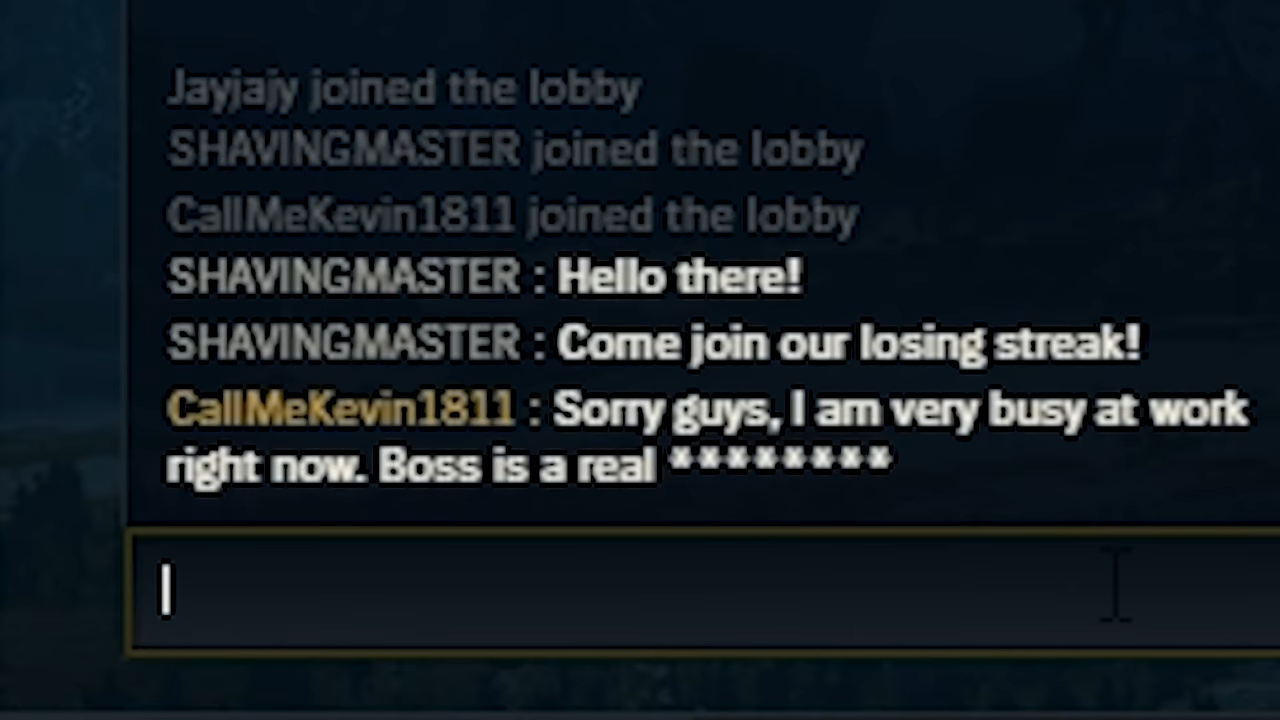 Jayjajy joined the lobby
SHAVINGMASTER joined the lobby
CallMeKevin1811 joined the lobby
SHAVINGMASTER : Hello there!
SHAVINGMASTER : Come join our losing streak!
CallMeKevin1811 : Sorry guys, I am very busy at work
right now. Boss is a real ********